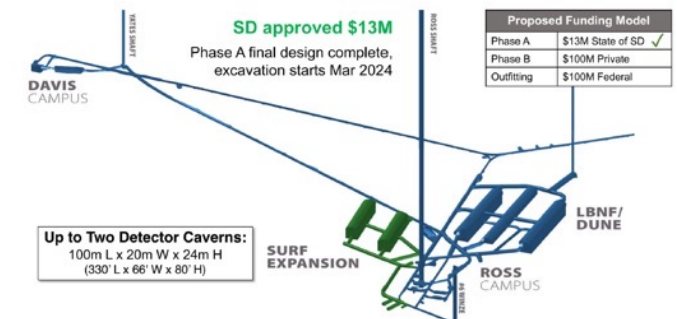 YATES SHAFT
SD approved $13M
Phase A final design complete,
excavation starts Mar 2024
ROSS SHAFT
Proposed Funding Model
Phase A $13M State of SD ✓
Phase B $100M Private
Outfitting $100M Federal
DAVIS
CAMPUS
Up to Two Detector Caverns:
100m L x 20m W x 24m H
(330' L x 66' W x 80' H)
SURF
EXPANSION
LBNF/
DUNE
ROSS
CAMPUS
#6 WINZE